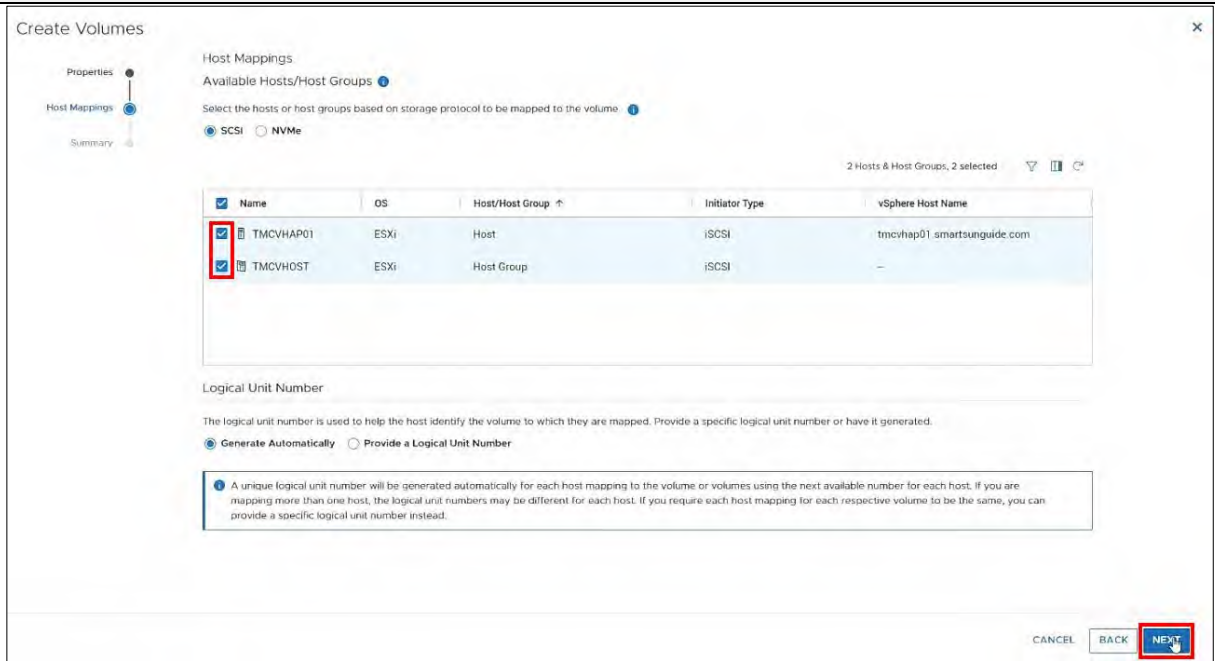 Create Volumes
Properties
Host Mappings
Summary
Host Mappings
Available Hosts/Host Groups
Select the hosts or host groups based on storage protocol to be mapped to the volume.
SCSI NVMe
2 Hosts & Host Groups, 2 selected
Name OS Host/Host Group ↑ Initiator Type vSphere Host Name
TMCVHAP01 ESXi Host iSCSI tmcvhap01.smartsunguide.com
TMCVHOST ESXi Host Group iSCSI --
Logical Unit Number
The logical unit number is used to help the host identify the volume to which they are mapped. Provide a specific logical unit number or have it generated.
Generate Automatically Provide a Logical Unit Number
A unique logical unit number will be generated automatically for each host mapping to the volume or volumes using the next available number for each host. If you are
mapping more than one host, the logical unit numbers may be different for each host. If you require each host mapping for each respective volume to be the same, you can
provide a specific logical unit number instead.
CANCEL BACK NEXT